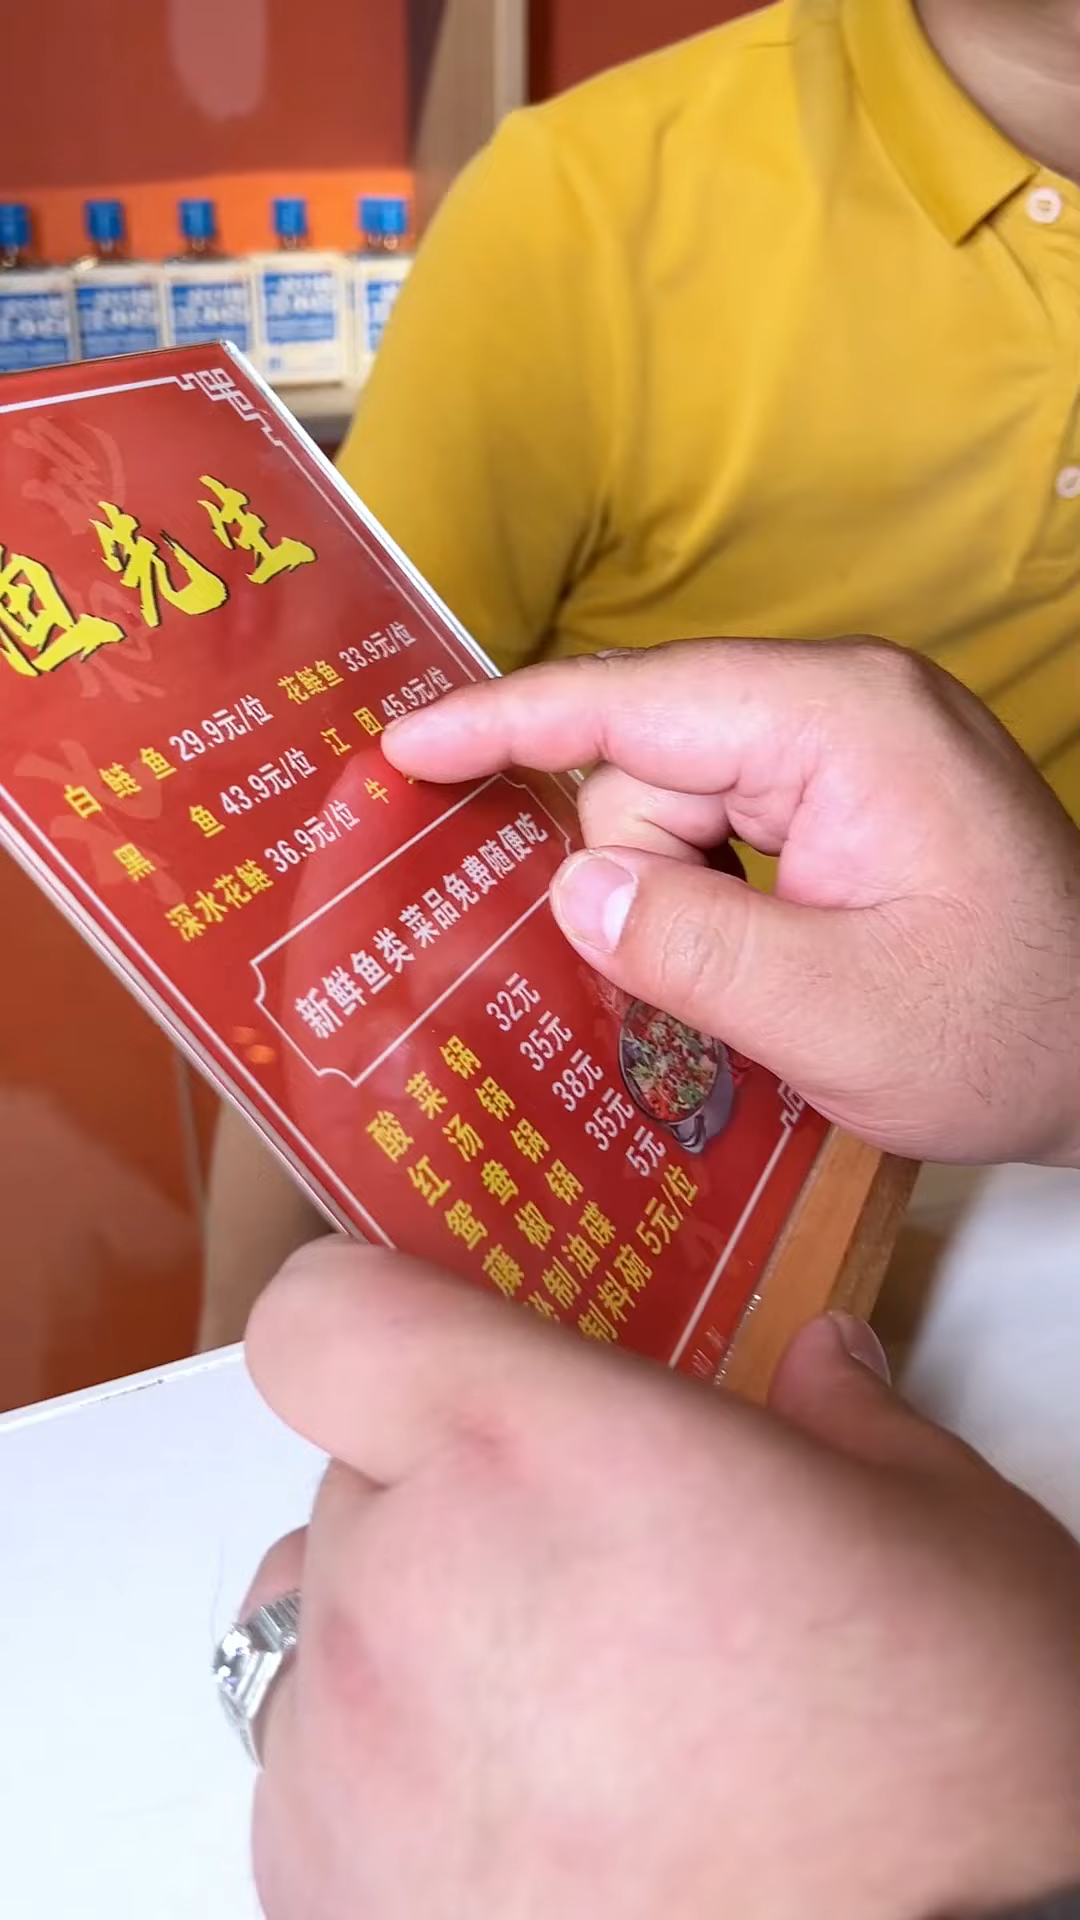 渔先生
白鲢鱼 29.9元/位 花鲢鱼 33.9元/位
黑 鱼 43.9元/位 江 团 45.9元/位
深水花鲢 36.9元/位 牛
新鲜鱼类 菜品免费随便吃
酸菜锅 32元
红汤锅 35元
鸳鸯锅 38元
藤椒锅 35元
制油碟 5元
制料碗 5元/位